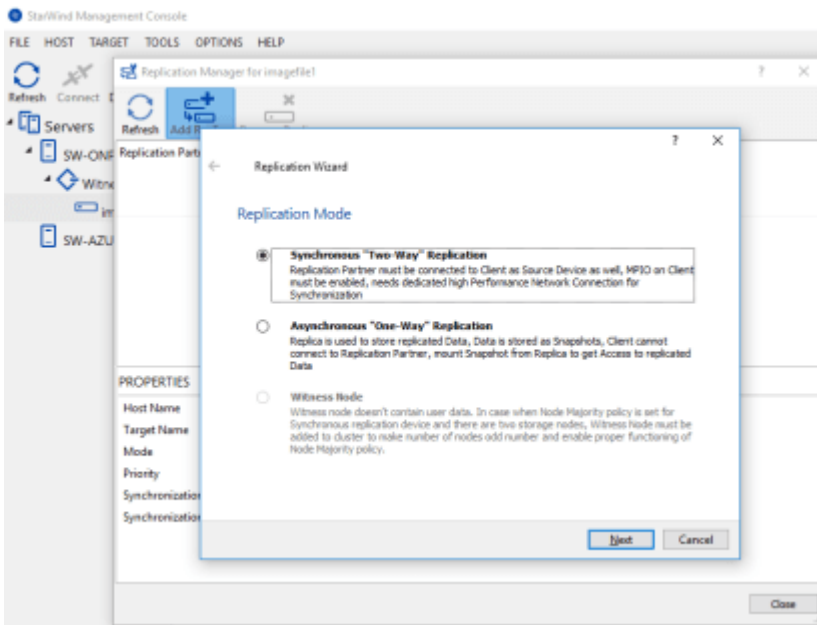 StarWind Management Console
FILE HOST TARGET TOOLS OPTIONS HELP
Replication Manager for imagefile1
? ×
Refresh Connect
Refresh Add
Servers
SW-ONP
SW-AZU
Replication Part
? ×
Replication Wizard
Replication Mode
Synchronous "Two-Way" Replication
Replication Partner must be connected to Client as Source Device as well, MPIO on Client
must be enabled, needs dedicated high Performance Network Connection for
Synchronization
Asynchronous "One-Way" Replication
Replica is used to store replicated Data, Data is stored as Snapshots, Client cannot
connect to Replication Partner, mount Snapshot from Replica to get Access to replicated
Data
Witness Node
Witness node doesn't contain user data. In case when Node Majority policy is set for
Synchronous replication device and there are two storage nodes, Witness Node must be
added to cluster to make number of nodes odd number and enable proper functioning of
Node Majority policy.
Next Cancel
PROPERTIES
Host Name
Target Name
Mode
Priority
Synchronization
Synchronization
Close